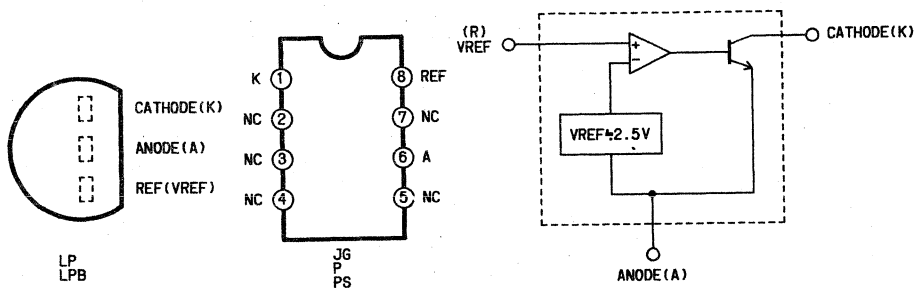 CATHODE(K)
ANODE(A)
REF(VREF)
LP
LPB
K 1
NC 2
NC 3
NC 4
8 REF
7 NC
6 A
5 NC
JG
P
PS
(R)
VREF
+
-
VREF≒2.5V
CATHODE(K)
ANODE(A)